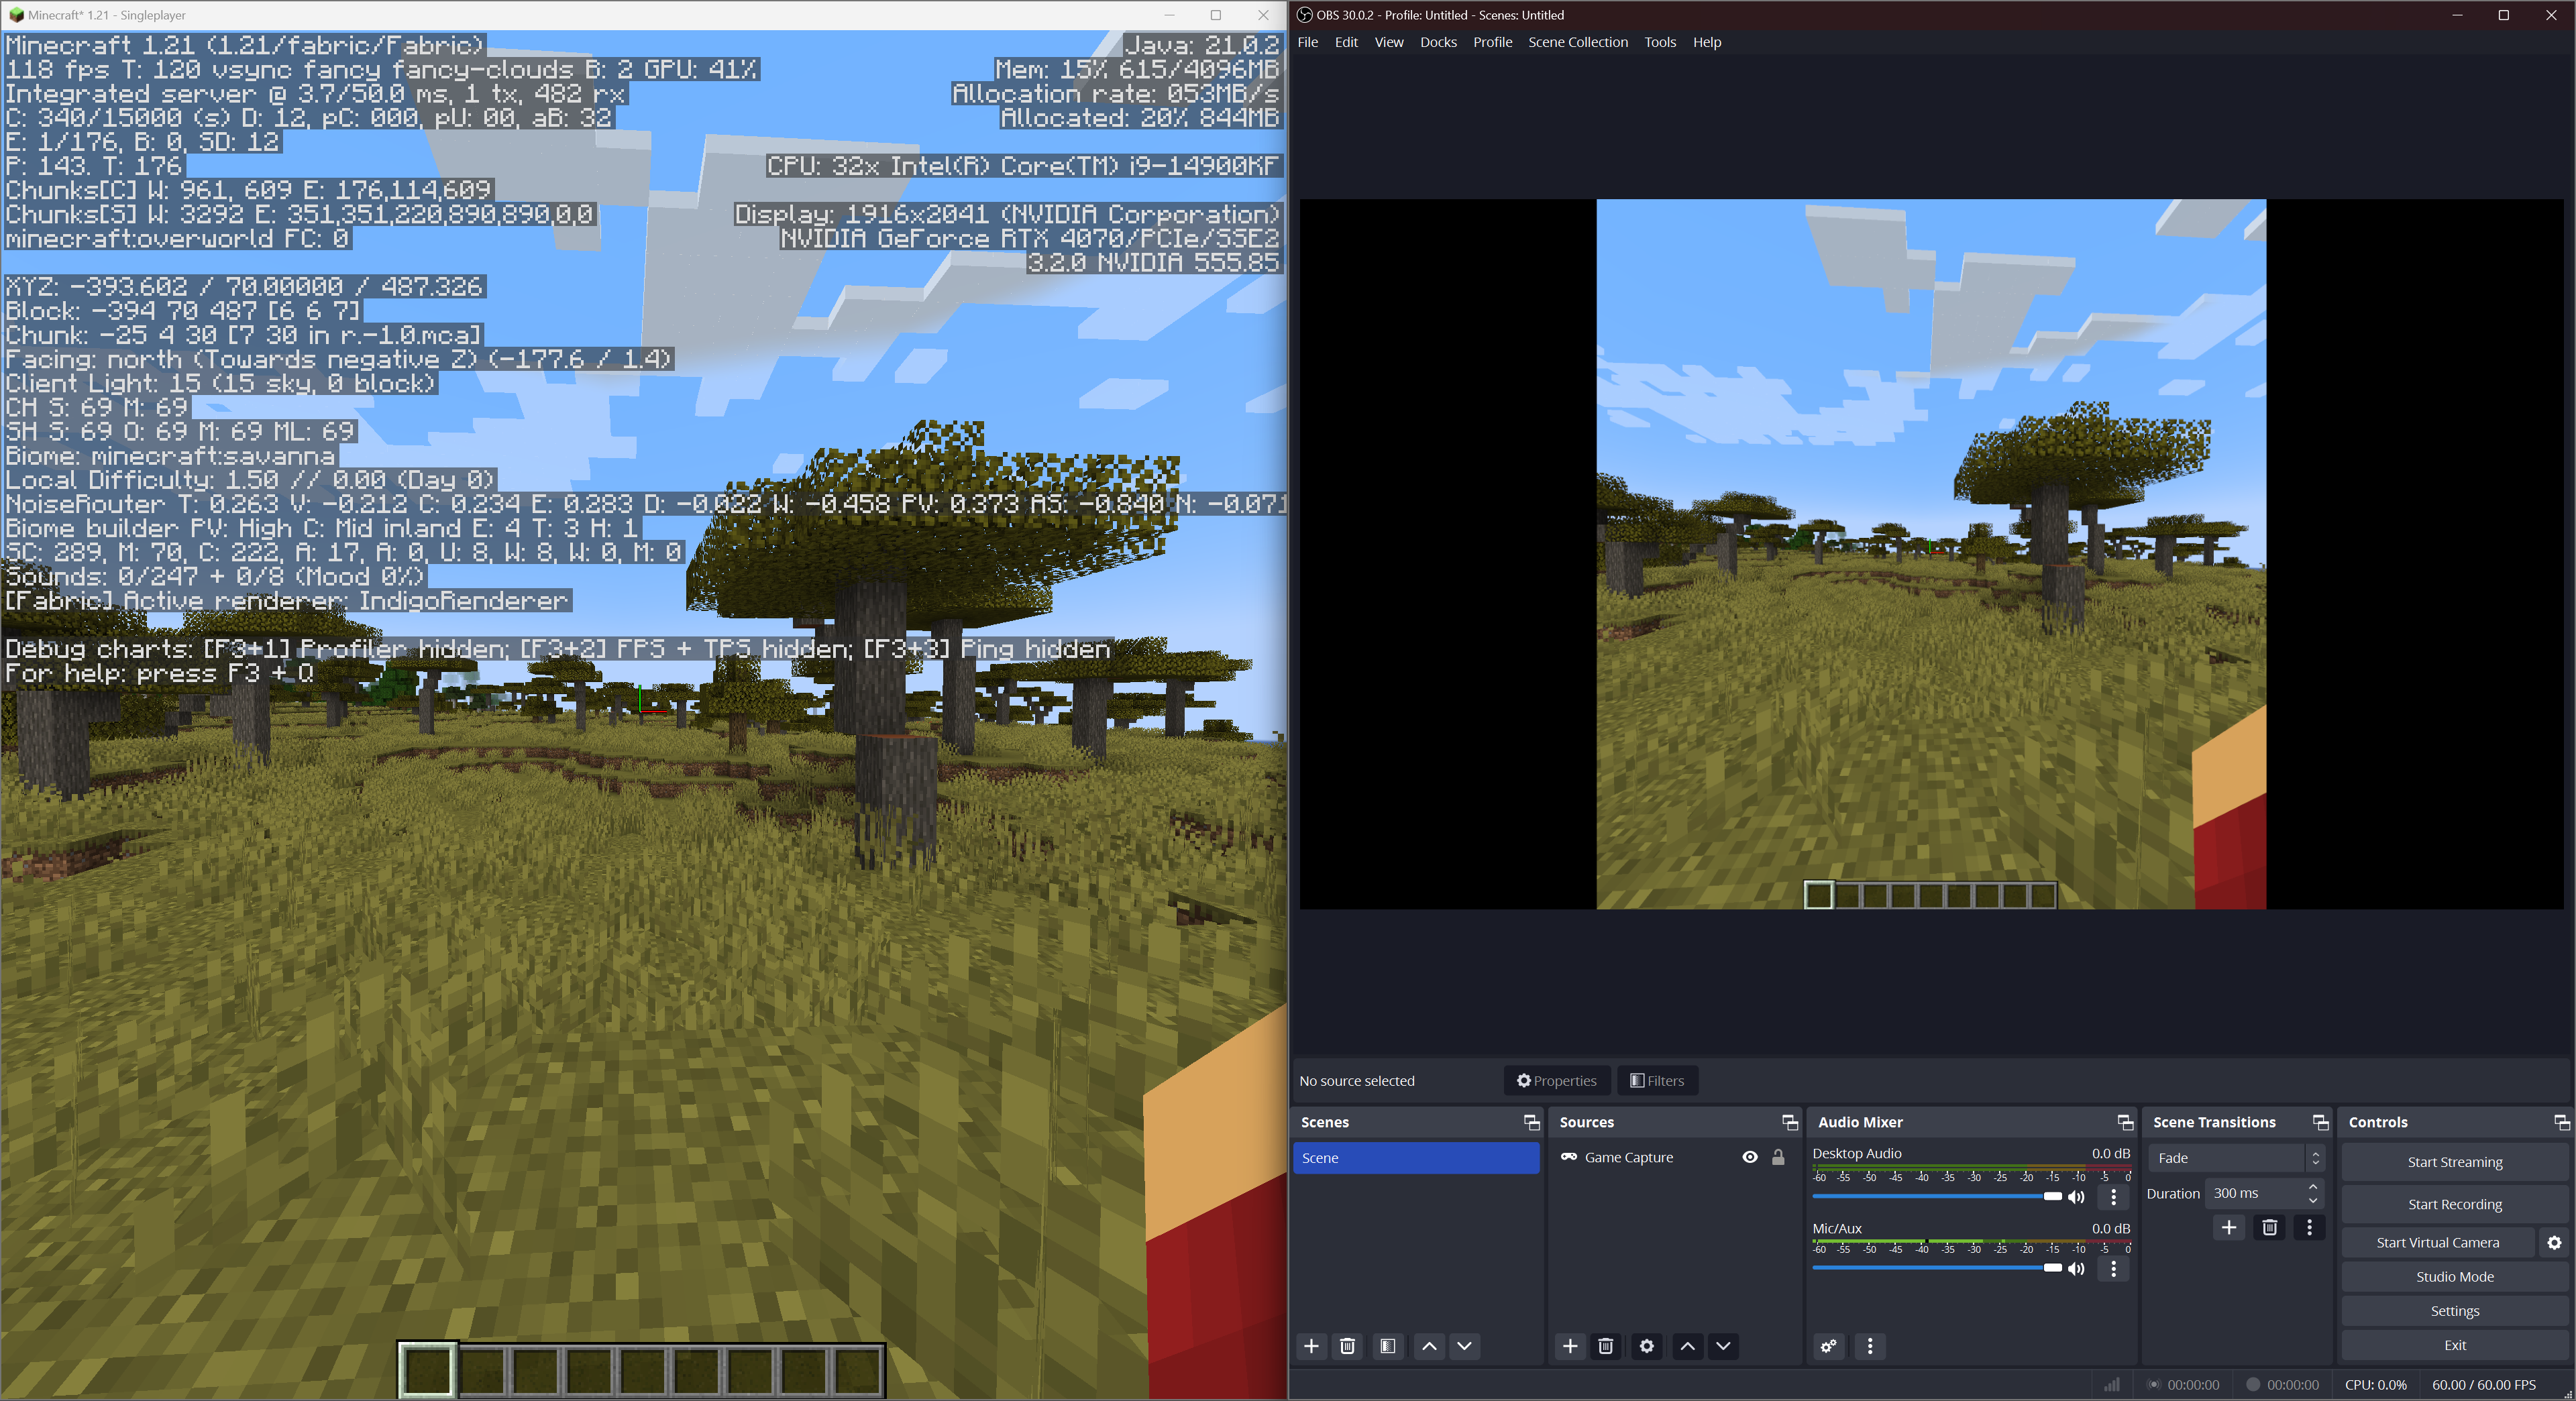 Minecraft* 1.21 - Singleplayer
Minecraft 1.21 (1.21/fabric/Fabric)
118 fps T: 120 vsync fancy fancy-clouds B: 2 GPU: 41%
Integrated server @ 3.7/50.0 ms, 1 tx, 482 rx
C: 340/15000 (s) D: 12, pC: 000, pU: 00, aB: 32
E: 1/176, B: 0, SD: 12
P: 143. T: 176
Chunks[C] W: 961, 609 E: 176,114,609
Chunks[S] W: 3292 E: 351,351,220,890,890,0,0
minecraft:overworld FC: 0
XYZ: -393.602 / 70.00000 / 487.326
Block: -394 70 487 [6 6 7]
Chunk: -25 4 30 [7 30 in r.-1.0.mca]
Facing: north (Towards negative Z) (-177.6 / 1.4)
Client Light: 15 (15 sky, 0 block)
CH S: 69 M: 69
SH S: 69 O: 69 M: 69 ML: 69
Biome: minecraft:savanna
Local Difficulty: 1.50 // 0.00 (Day 0)
NoiseRouter T: 0.263 V: -0.212 C: 0.234 E: 0.283 D: -0.022 W: -0.458 PV: 0.373 AS: -0.840 N: -0.071
Biome builder PV: High C: Mid inland E: 4 T: 3 H: 1
SC: 289, M: 70, C: 222, A: 17, A: 0, U: 8, W: 8, W: 0, M: 0
Sounds: 0/247 + 0/8 (Mood 0%)
[Fabric] Active renderer: IndigoRenderer
Debug charts: [F3+1] Profiler hidden; [F3+2] FPS + TPS hidden; [F3+3] Ping hidden
For help: press F3 + Q
Java: 21.0.2
Mem: 15% 615/4096MB
Allocation rate: 053MB/s
Allocated: 20% 844MB
CPU: 32x Intel(R) Core(TM) i9-14900KF
Display: 1916x2041 (NVIDIA Corporation)
NVIDIA GeForce RTX 4070/PCIe/SSE2
3.2.0 NVIDIA 555.85
OBS 30.0.2 - Profile: Untitled - Scenes: Untitled
File Edit View Docks Profile Scene Collection Tools Help
No source selected Properties Filters
Scenes
Scene
Sources
Game Capture
Audio Mixer
Desktop Audio 0.0 dB
-60 -55 -50 -45 -40 -35 -30 -25 -20 -15 -10 -5 0
Mic/Aux 0.0 dB
-60 -55 -50 -45 -40 -35 -30 -25 -20 -15 -10 -5 0
Scene Transitions
Fade
Duration 300 ms
Controls
Start Streaming
Start Recording
Start Virtual Camera
Studio Mode
Settings
Exit
00:00:00 00:00:00 CPU: 0.0% 60.00 / 60.00 FPS